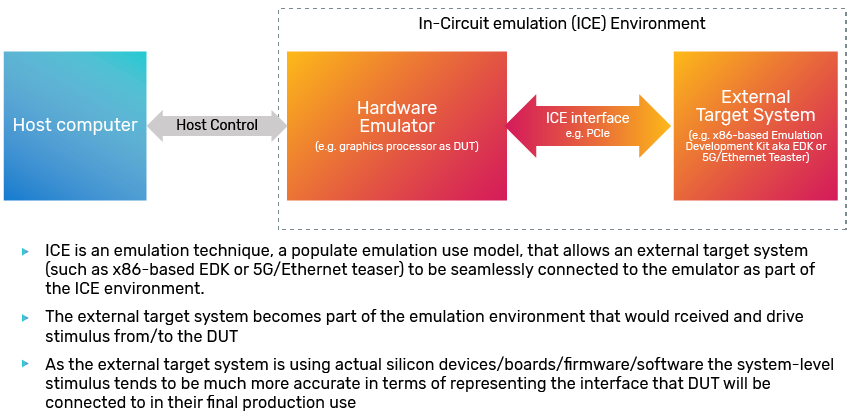 In-Circuit emulation (ICE) Environment
Host computer
Host Control
Hardware
Emulator
(e.g. graphics processor as DUT)
ICE interface
e.g. PCIe
External
Target System
(e.g. x86-based Emulation
Development Kit aka EDK or
5G/Ethernet Teaster)
ICE is an emulation technique, a populate emulation use model, that allows an external target system
(such as x86-based EDK or 5G/Ethernet teaser) to be seamlessly connected to the emulator as part of
the ICE environment.
The external target system becomes part of the emulation environment that would rceived and drive
stimulus from/to the DUT
As the external target system is using actual silicon devices/boards/firmware/software the system-level
stimulus tends to be much more accurate in terms of representing the interface that DUT will be
connected to in their final production use